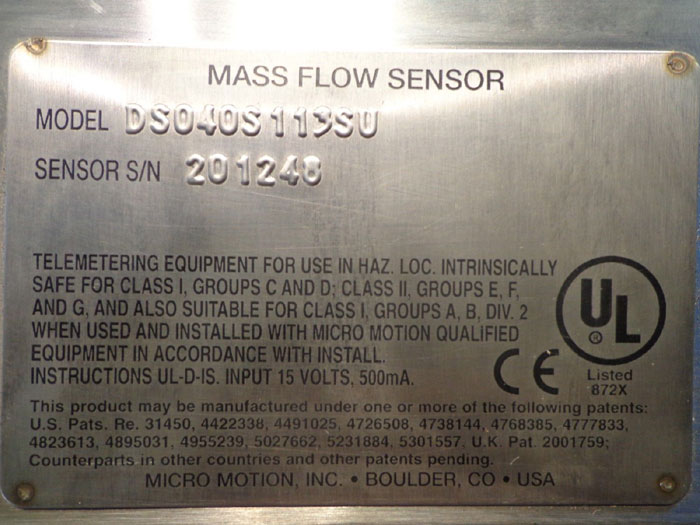 MASS FLOW SENSOR
MODEL DS040S119SU
SENSOR S/N 201248
TELEMETERING EQUIPMENT FOR USE IN HAZ. LOC. INTRINSICALLY
SAFE FOR CLASS I, GROUPS C AND D; CLASS II, GROUPS E, F,
AND G, AND ALSO SUITABLE FOR CLASS I, GROUPS A, B, DIV. 2
WHEN USED AND INSTALLED WITH MICRO MOTION QUALIFIED
EQUIPMENT IN ACCORDANCE WITH INSTALL.
INSTRUCTIONS UL-D-IS. INPUT 15 VOLTS, 500mA.
CE
UL
®
Listed
872X
This product may be manufactured under one or more of the following patents:
U.S. Pats. Re. 31450, 4422338, 4491025, 4726508, 4738144, 4768385, 4777833,
4823613, 4895031, 4955239, 5027662, 5231884, 5301557, U.K. Pat. 2001759;
Counterparts in other countries and other patents pending.
MICRO MOTION, INC. • BOULDER, CO • USA